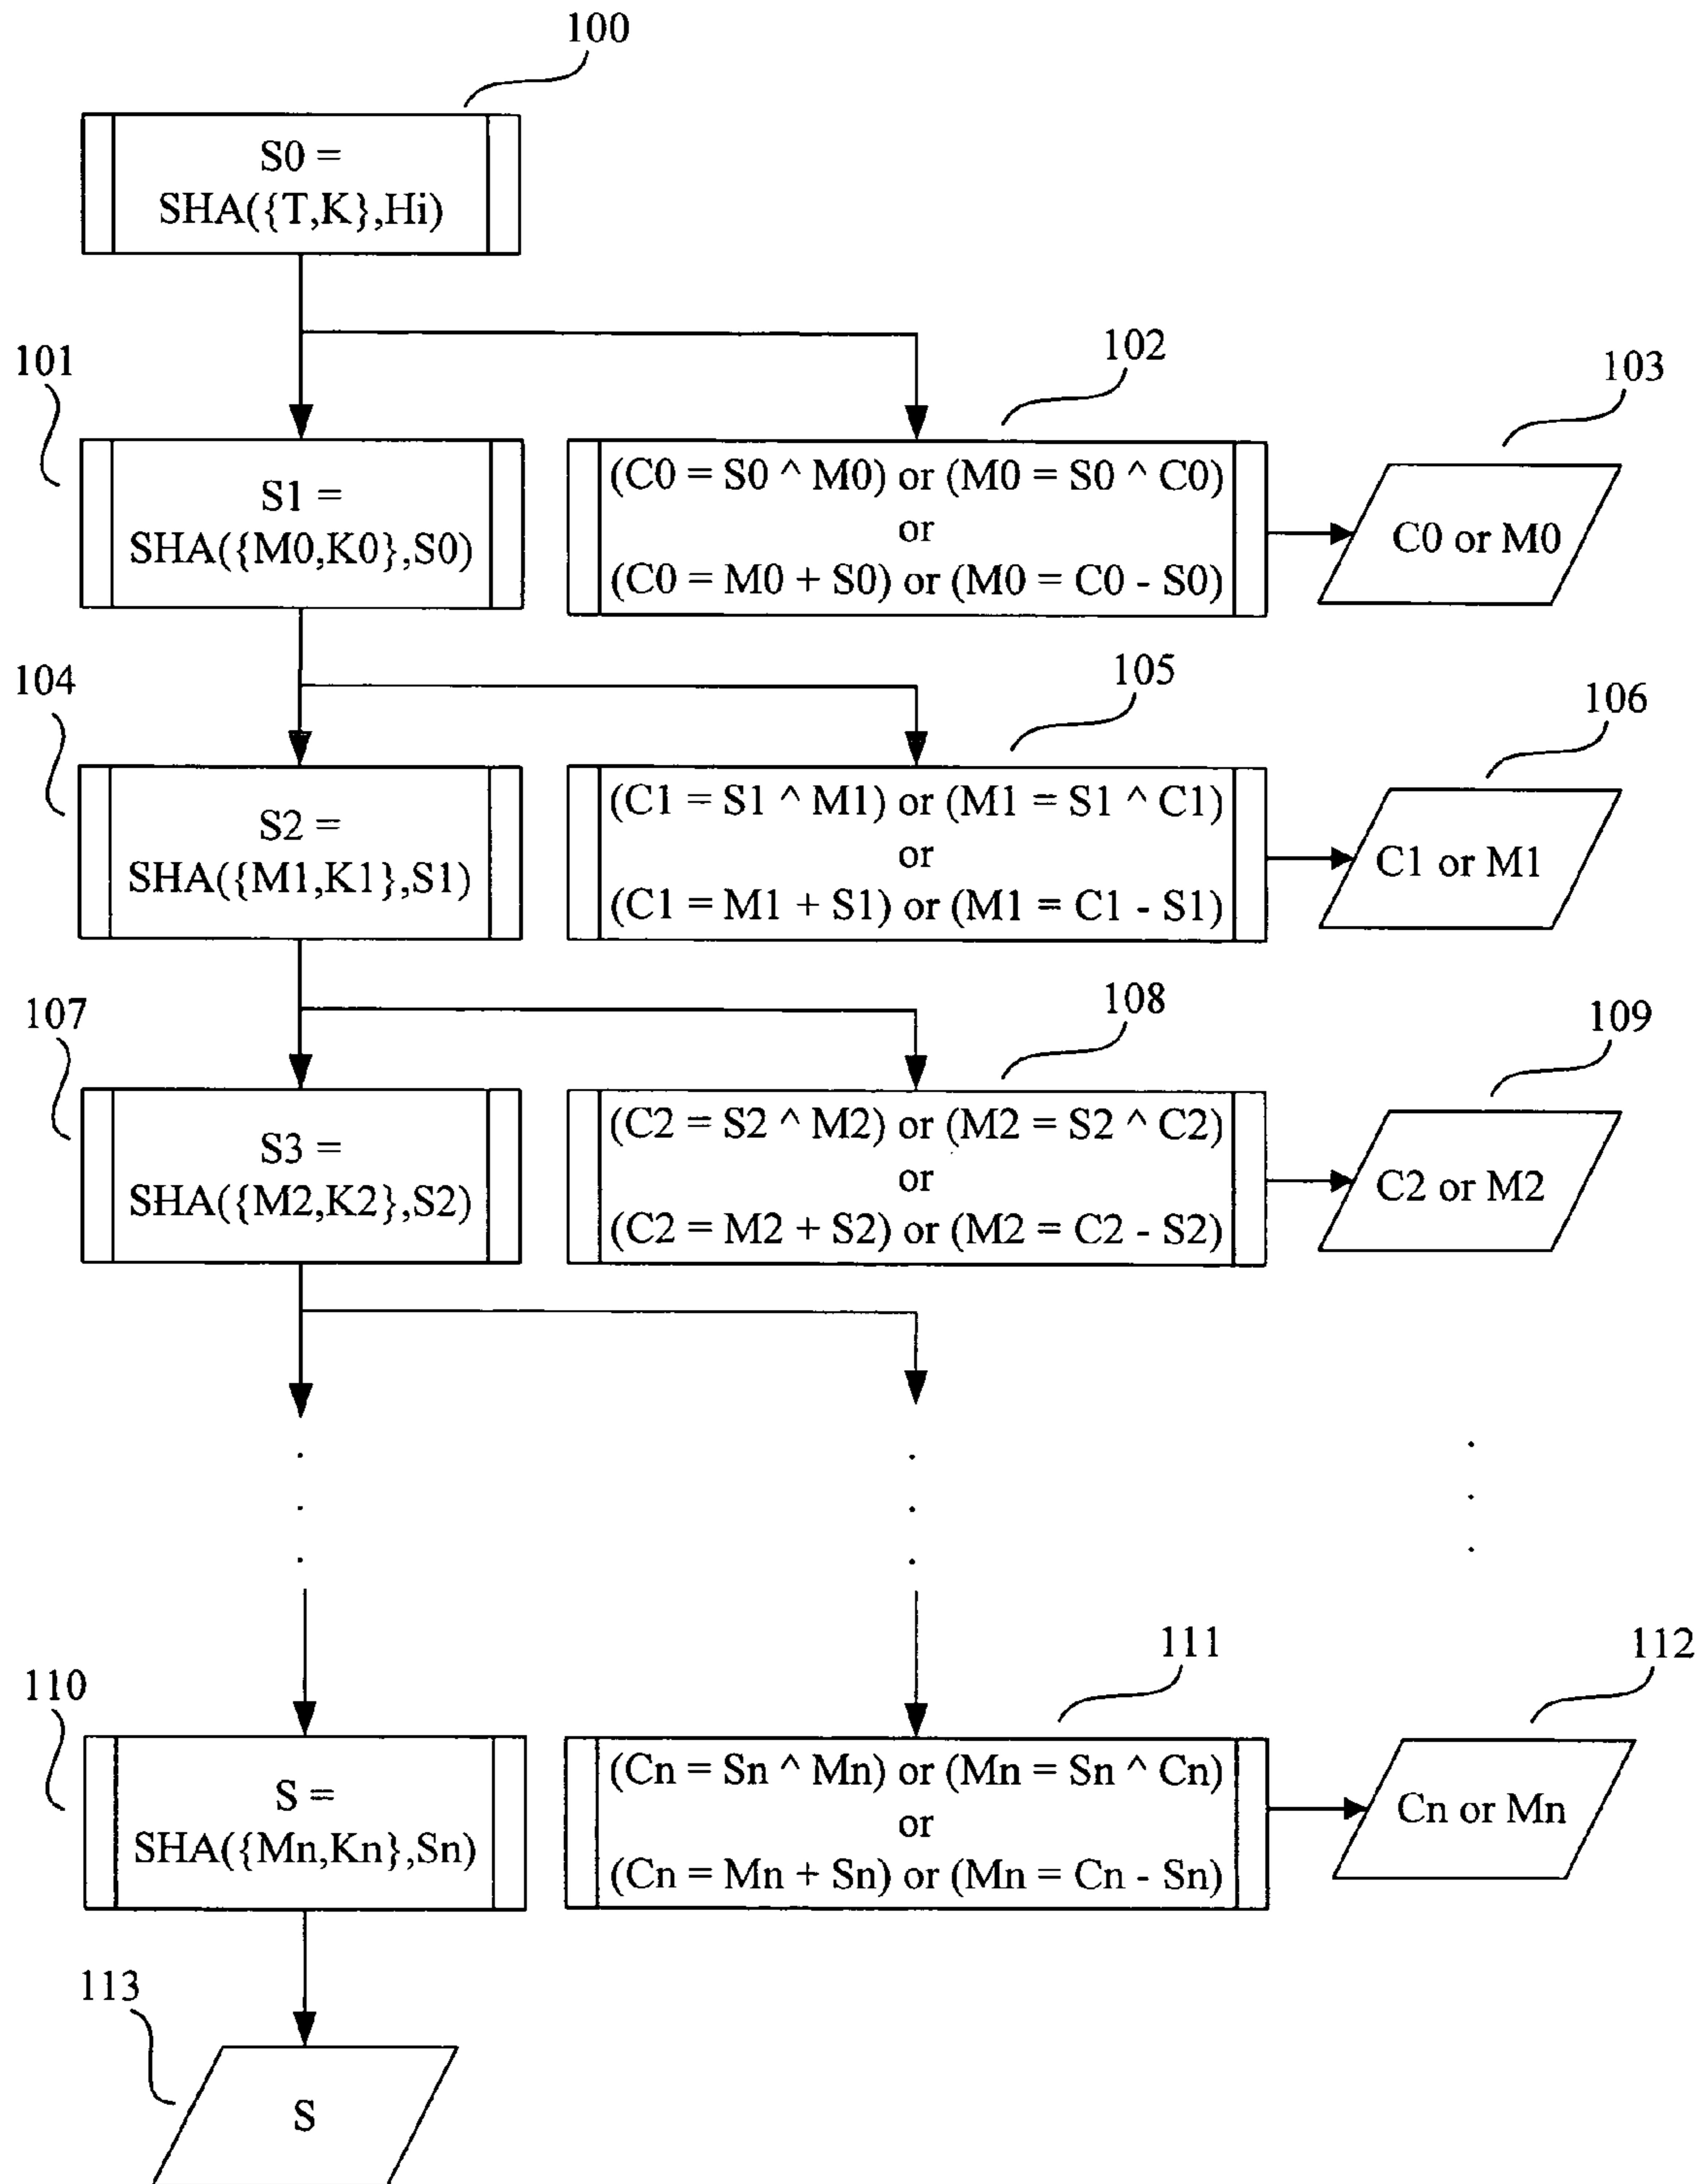 100
S0 =
SHA({T,K},Hi)
101
102
103
S1 =
SHA({M0,K0},S0)
(C0 = S0 ^ M0) or (M0 = S0 ^ C0)
or
(C0 = M0 + S0) or (M0 = C0 - S0)
C0 or M0
104
105
106
S2 =
SHA({M1,K1},S1)
(C1 = S1 ^ M1) or (M1 = S1 ^ C1)
or
(C1 = M1 + S1) or (M1 = C1 - S1)
C1 or M1
107
108
109
S3 =
SHA({M2,K2},S2)
(C2 = S2 ^ M2) or (M2 = S2 ^ C2)
or
(C2 = M2 + S2) or (M2 = C2 - S2)
C2 or M2
110
111
112
S =
SHA({Mn,Kn},Sn)
(Cn = Sn ^ Mn) or (Mn = Sn ^ Cn)
or
(Cn = Mn + Sn) or (Mn = Cn - Sn)
Cn or Mn
113
S